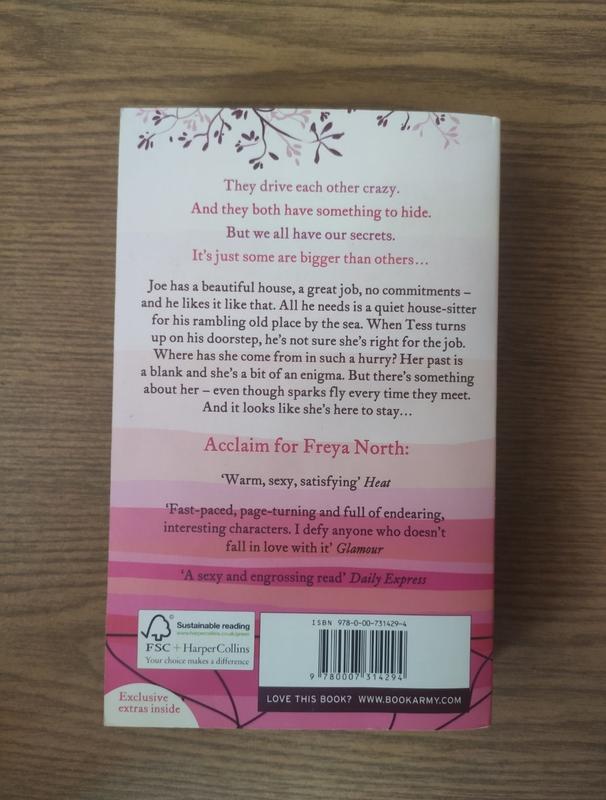 They drive each other crazy.
And they both have something to hide.
But we all have our secrets.
It's just some are bigger than others…
Joe has a beautiful house, a great job, no commitments –
and he likes it like that. All he needs is a quiet house-sitter
for his rambling old place by the sea. When Tess turns
up on his doorstep, he's not sure she's right for the job.
Where has she come from in such a hurry? Her past is
a blank and she's a bit of an enigma. But there's something
about her – even though sparks fly every time they meet.
And it looks like she's here to stay…
Acclaim for Freya North:
'Warm, sexy, satisfying' Heat
'Fast-paced, page-turning and full of endearing,
interesting characters. I defy anyone who doesn't
fall in love with it' Glamour
'A sexy and engrossing read' Daily Express
©
Sustainable reading
www.harpercollins.co.uk/green
FSC + HarperCollins
Your choice makes a difference
Exclusive
extras inside
ISBN 978-0-00-731429-4
9 780007 314294
LOVE THIS BOOK? WWW.BOOKARMY.COM